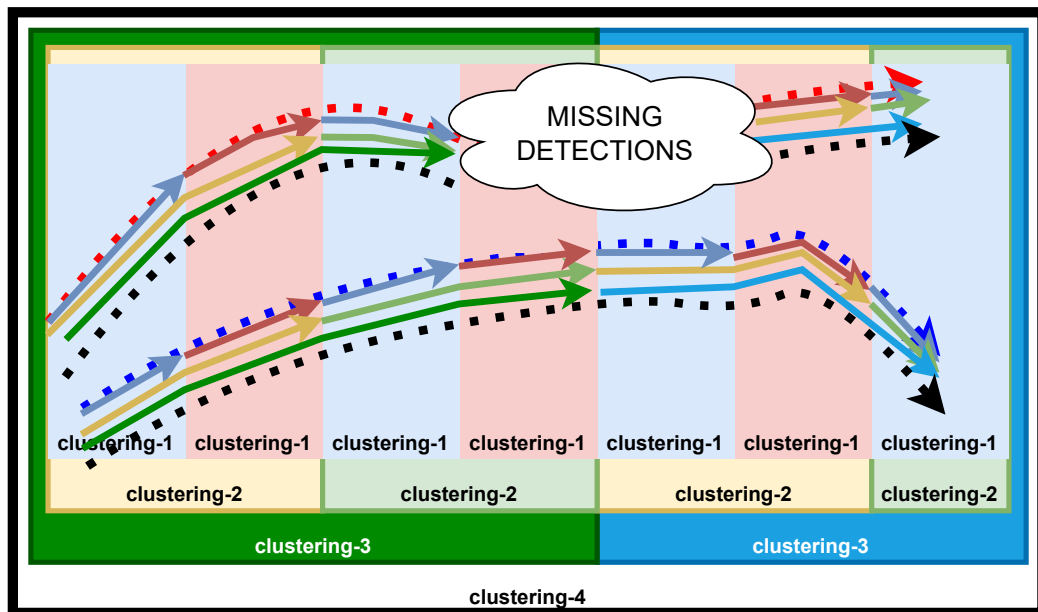 MISSING
DETECTIONS
clustering-1 clustering-1 clustering-1 clustering-1 clustering-1 clustering-1 clustering-1
clustering-2 clustering-2 clustering-2 clustering-2
clustering-3 clustering-3
clustering-4